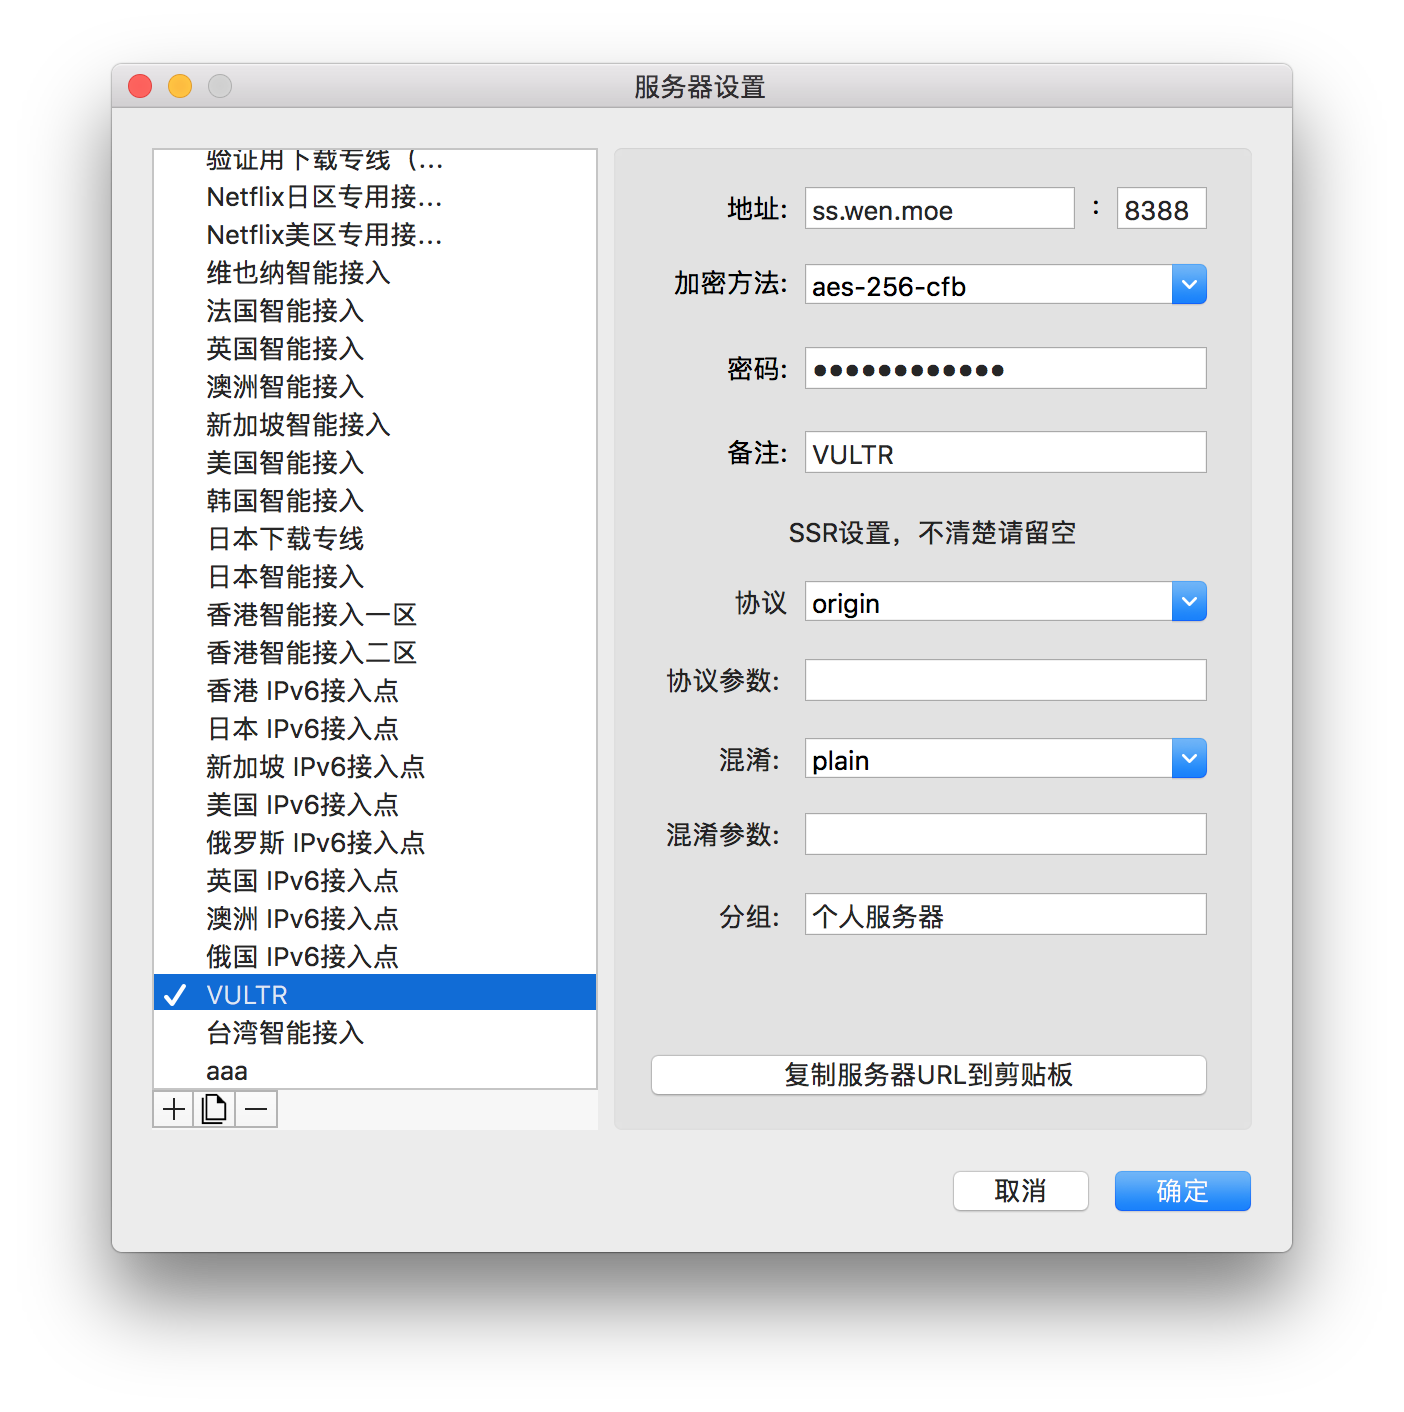 服务器设置
验证用下载专线（...
Netflix日区专用接...
Netflix美区专用接...
维也纳智能接入
法国智能接入
英国智能接入
澳洲智能接入
新加坡智能接入
美国智能接入
韩国智能接入
日本下载专线
日本智能接入
香港智能接入一区
香港智能接入二区
香港 IPv6接入点
日本 IPv6接入点
新加坡 IPv6接入点
美国 IPv6接入点
俄罗斯 IPv6接入点
英国 IPv6接入点
澳洲 IPv6接入点
俄国 IPv6接入点
VULTR
台湾智能接入
aaa
地址: ss.wen.moe : 8388
加密方法: aes-256-cfb
密码: ●●●●●●●●●●●●
备注: VULTR
SSR设置，不清楚请留空
协议 origin
协议参数:
混淆: plain
混淆参数:
分组: 个人服务器
复制服务器URL到剪贴板
取消 确定